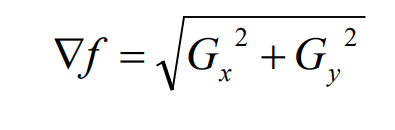 ∇f = √(Gₓ² + Gᵧ²)